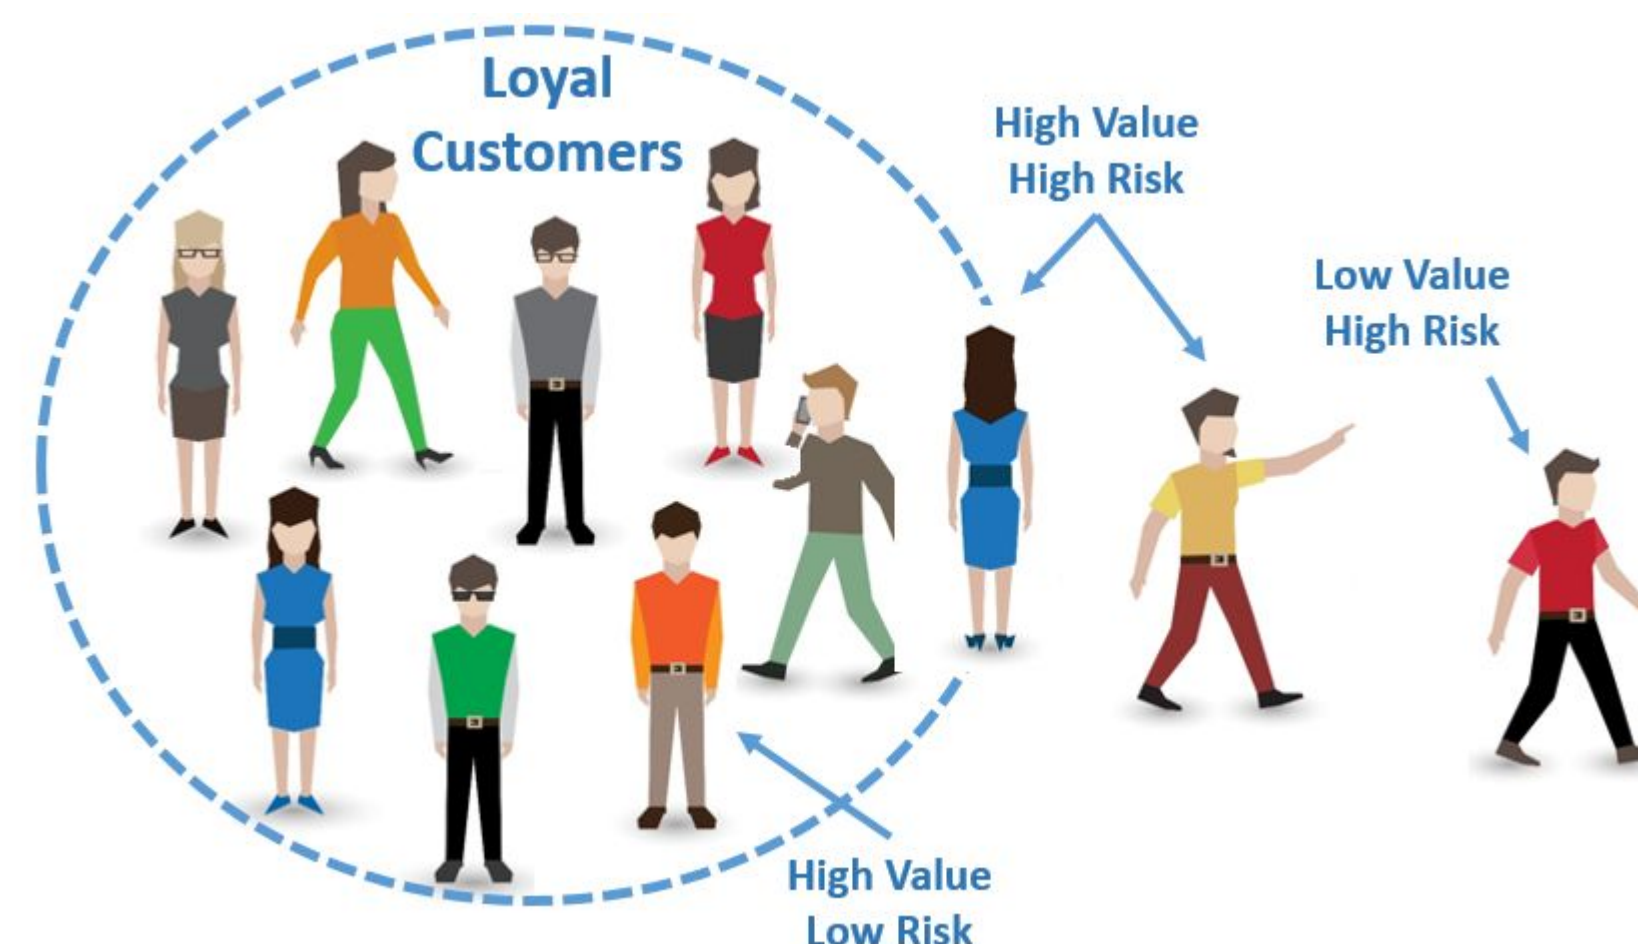 Loyal
Customers
High Value
High Risk
Low Value
High Risk
High Value
Low Risk